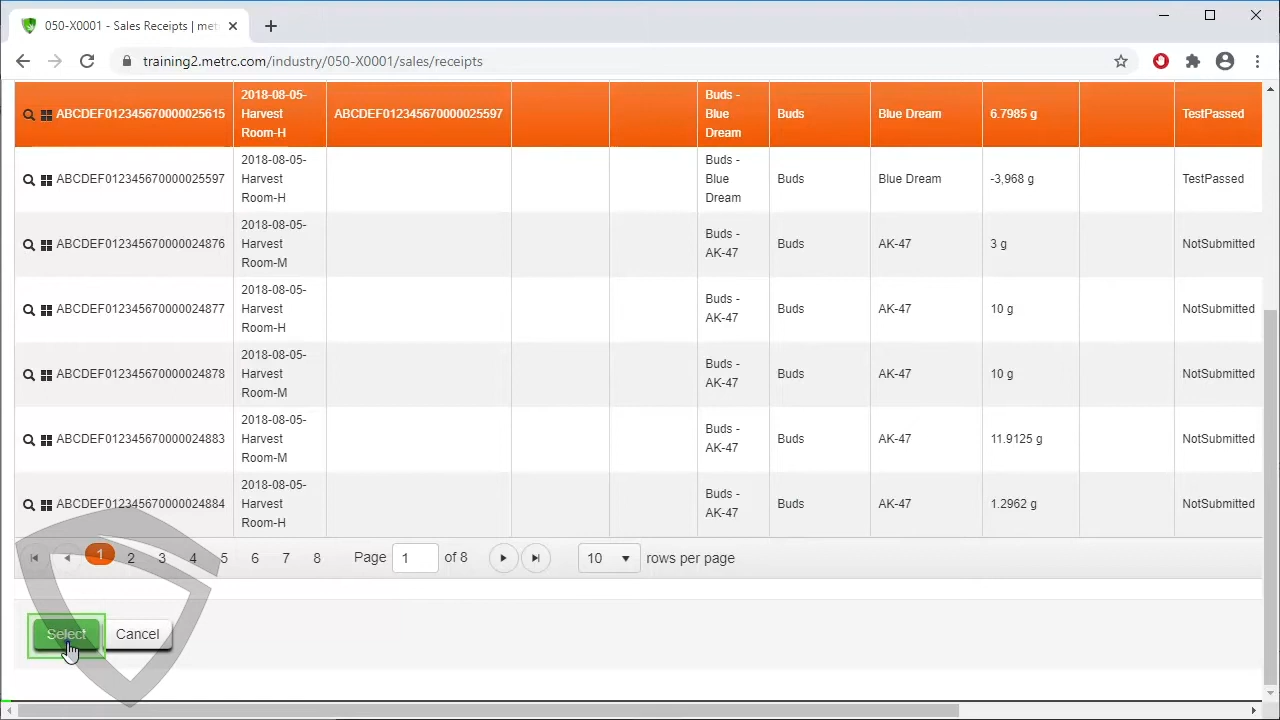 050-X0001 - Sales Receipts | met
training2.metrc.com/industry/050-X0001/sales/receipts
ABCDEF012345670000025615 2018-08-05- Harvest Room-H ABCDEF012345670000025597 Buds - Blue Dream Buds Blue Dream 6.7985 g TestPassed
ABCDEF012345670000025597 2018-08-05- Harvest Room-H Buds - Blue Dream Buds Blue Dream -3,968 g TestPassed
ABCDEF012345670000024876 2018-08-05- Harvest Room-M Buds - AK-47 Buds AK-47 3 g NotSubmitted
ABCDEF012345670000024877 2018-08-05- Harvest Room-H Buds - AK-47 Buds AK-47 10 g NotSubmitted
ABCDEF012345670000024878 2018-08-05- Harvest Room-M Buds - AK-47 Buds AK-47 10 g NotSubmitted
ABCDEF012345670000024883 2018-08-05- Harvest Room-M Buds - AK-47 Buds AK-47 11.9125 g NotSubmitted
ABCDEF012345670000024884 2018-08-05- Harvest Room-H Buds - AK-47 Buds AK-47 1.2962 g NotSubmitted
1 2 3 4 5 6 7 8 Page 1 of 8 10 rows per page
Select Cancel